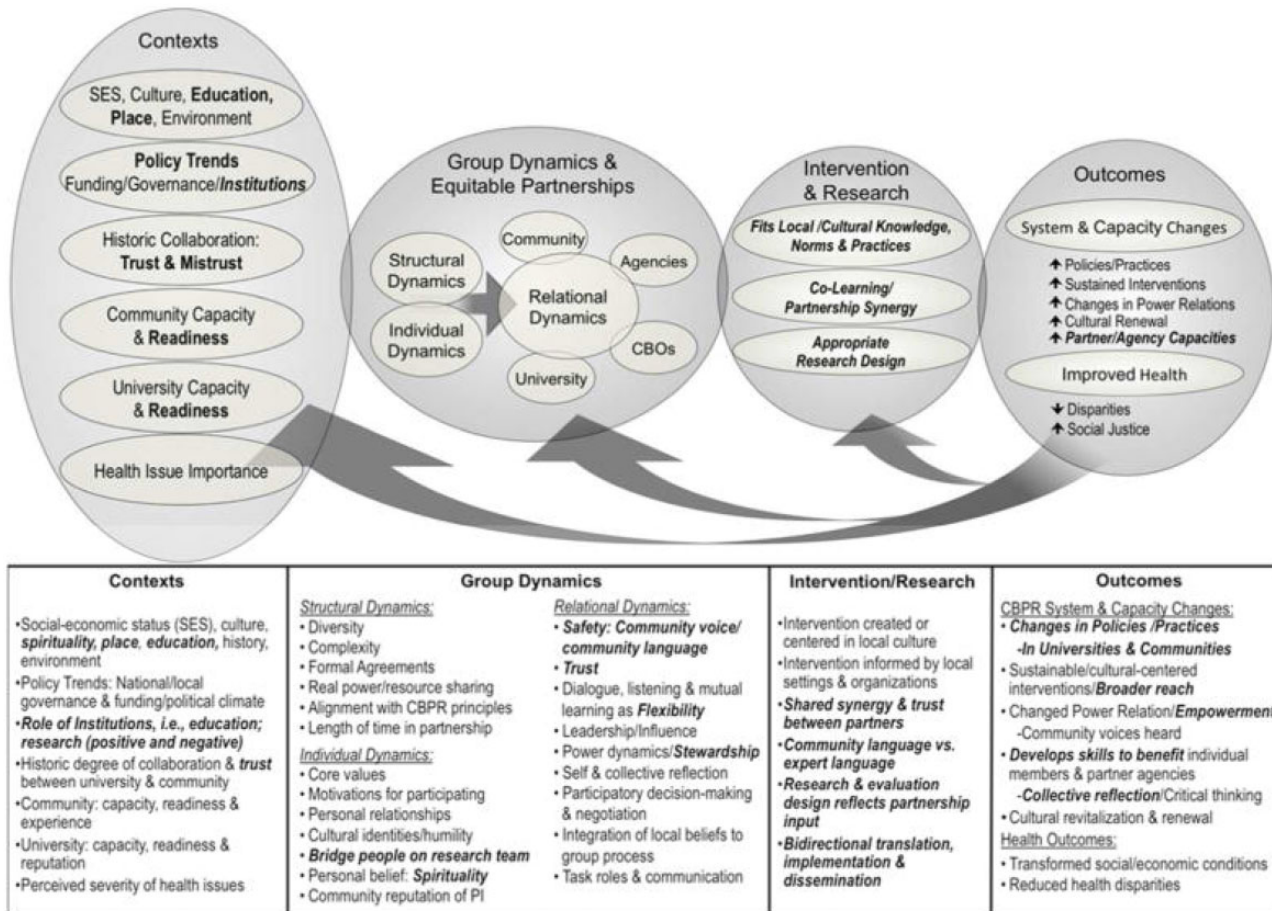 Contexts
SES, Culture, Education,
Place, Environment
Policy Trends
Funding/Governance/Institutions
Historic Collaboration:
Trust & Mistrust
Community Capacity
& Readiness
University Capacity
& Readiness
Health Issue Importance
Group Dynamics &
Equitable Partnerships
Structural
Dynamics
Individual
Dynamics
Community
Agencies
Relational
Dynamics
CBOs
University
Intervention
& Research
Fits Local /Cultural Knowledge,
Norms & Practices
Co-Learning/
Partnership Synergy
Appropriate
Research Design
Outcomes
System & Capacity Changes
Policies/Practices
Sustained Interventions
Changes in Power Relations
Cultural Renewal
Partner/Agency Capacities
Improved Health
Disparities
Social Justice
Contexts
•Social-economic status (SES), culture,
spirituality, place, education, history,
environment
•Policy Trends: National/local
governance & funding/political climate
•Role of Institutions, i.e., education;
research (positive and negative)
•Historic degree of collaboration & trust
between university & community
•Community: capacity, readiness &
experience
•University: capacity, readiness &
reputation
•Perceived severity of health issues
Group Dynamics
Structural Dynamics:
• Diversity
• Complexity
• Formal Agreements
• Real power/resource sharing
• Alignment with CBPR principles
• Length of time in partnership
Individual Dynamics:
• Core values
• Motivations for participating
• Personal relationships
• Cultural identities/humility
• Bridge people on research team
• Personal belief: Spirituality
• Community reputation of PI
Relational Dynamics:
• Safety: Community voice/
community language
• Trust
• Dialogue, listening & mutual
learning as Flexibility
• Leadership/Influence
• Power dynamics/Stewardship
• Self & collective reflection
• Participatory decision-making
& negotiation
• Integration of local beliefs to
group process
• Task roles & communication
Intervention/Research
• Intervention created or
centered in local culture
• Intervention informed by local
settings & organizations
• Shared synergy & trust
between partners
• Community language vs.
expert language
• Research & evaluation
design reflects partnership
input
• Bidirectional translation,
implementation &
dissemination
Outcomes
CBPR System & Capacity Changes:
• Changes in Policies /Practices
-In Universities & Communities
• Sustainable/cultural-centered
interventions/Broader reach
• Changed Power Relation/Empowerment
-Community voices heard
• Develops skills to benefit individual
members & partner agencies
-Collective reflection/Critical thinking
• Cultural revitalization & renewal
Health Outcomes:
• Transformed social/economic conditions
• Reduced health disparities